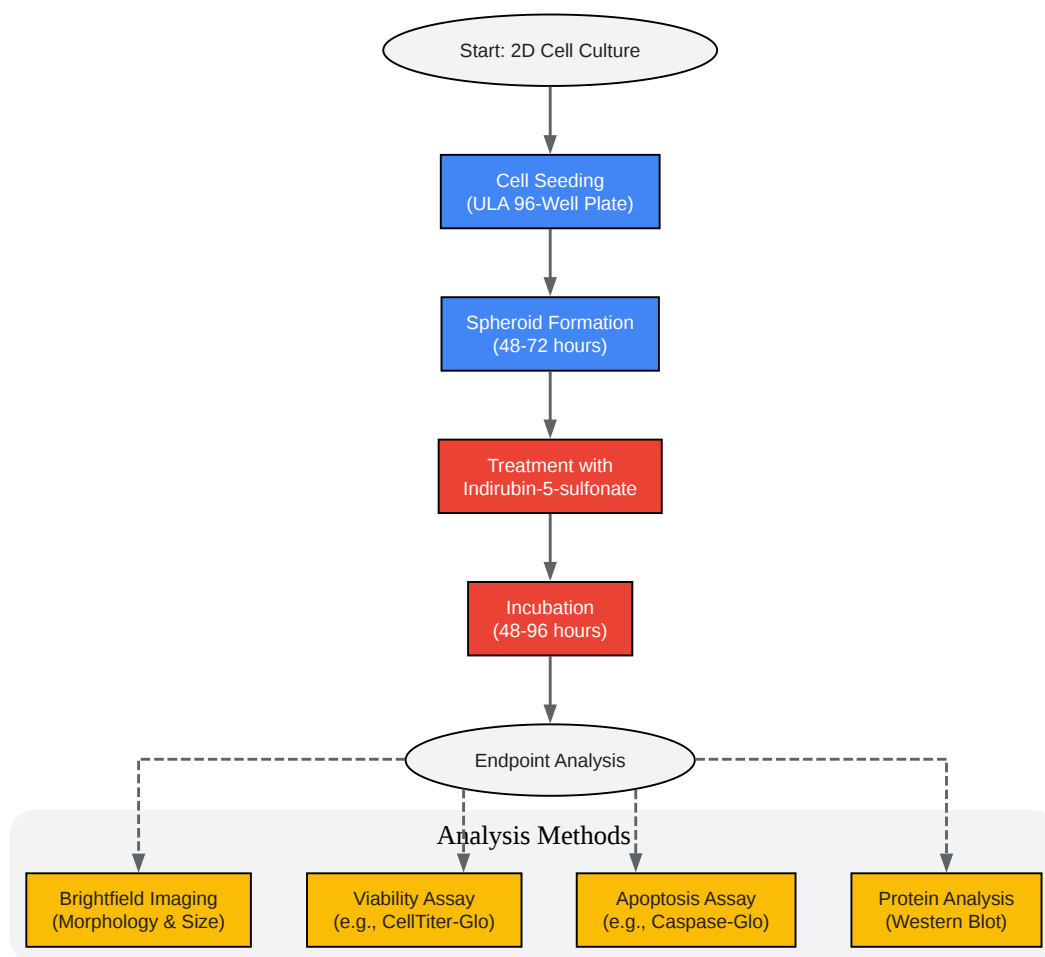 Start: 2D Cell Culture
Cell Seeding
(ULA 96-Well Plate)
Spheroid Formation
(48-72 hours)
Treatment with
Indirubin-5-sulfonate
Incubation
(48-96 hours)
Endpoint Analysis
Analysis Methods
Brightfield Imaging
(Morphology & Size)
Viability Assay
(e.g., CellTiter-Glo)
Apoptosis Assay
(e.g., Caspase-Glo)
Protein Analysis
(Western Blot)